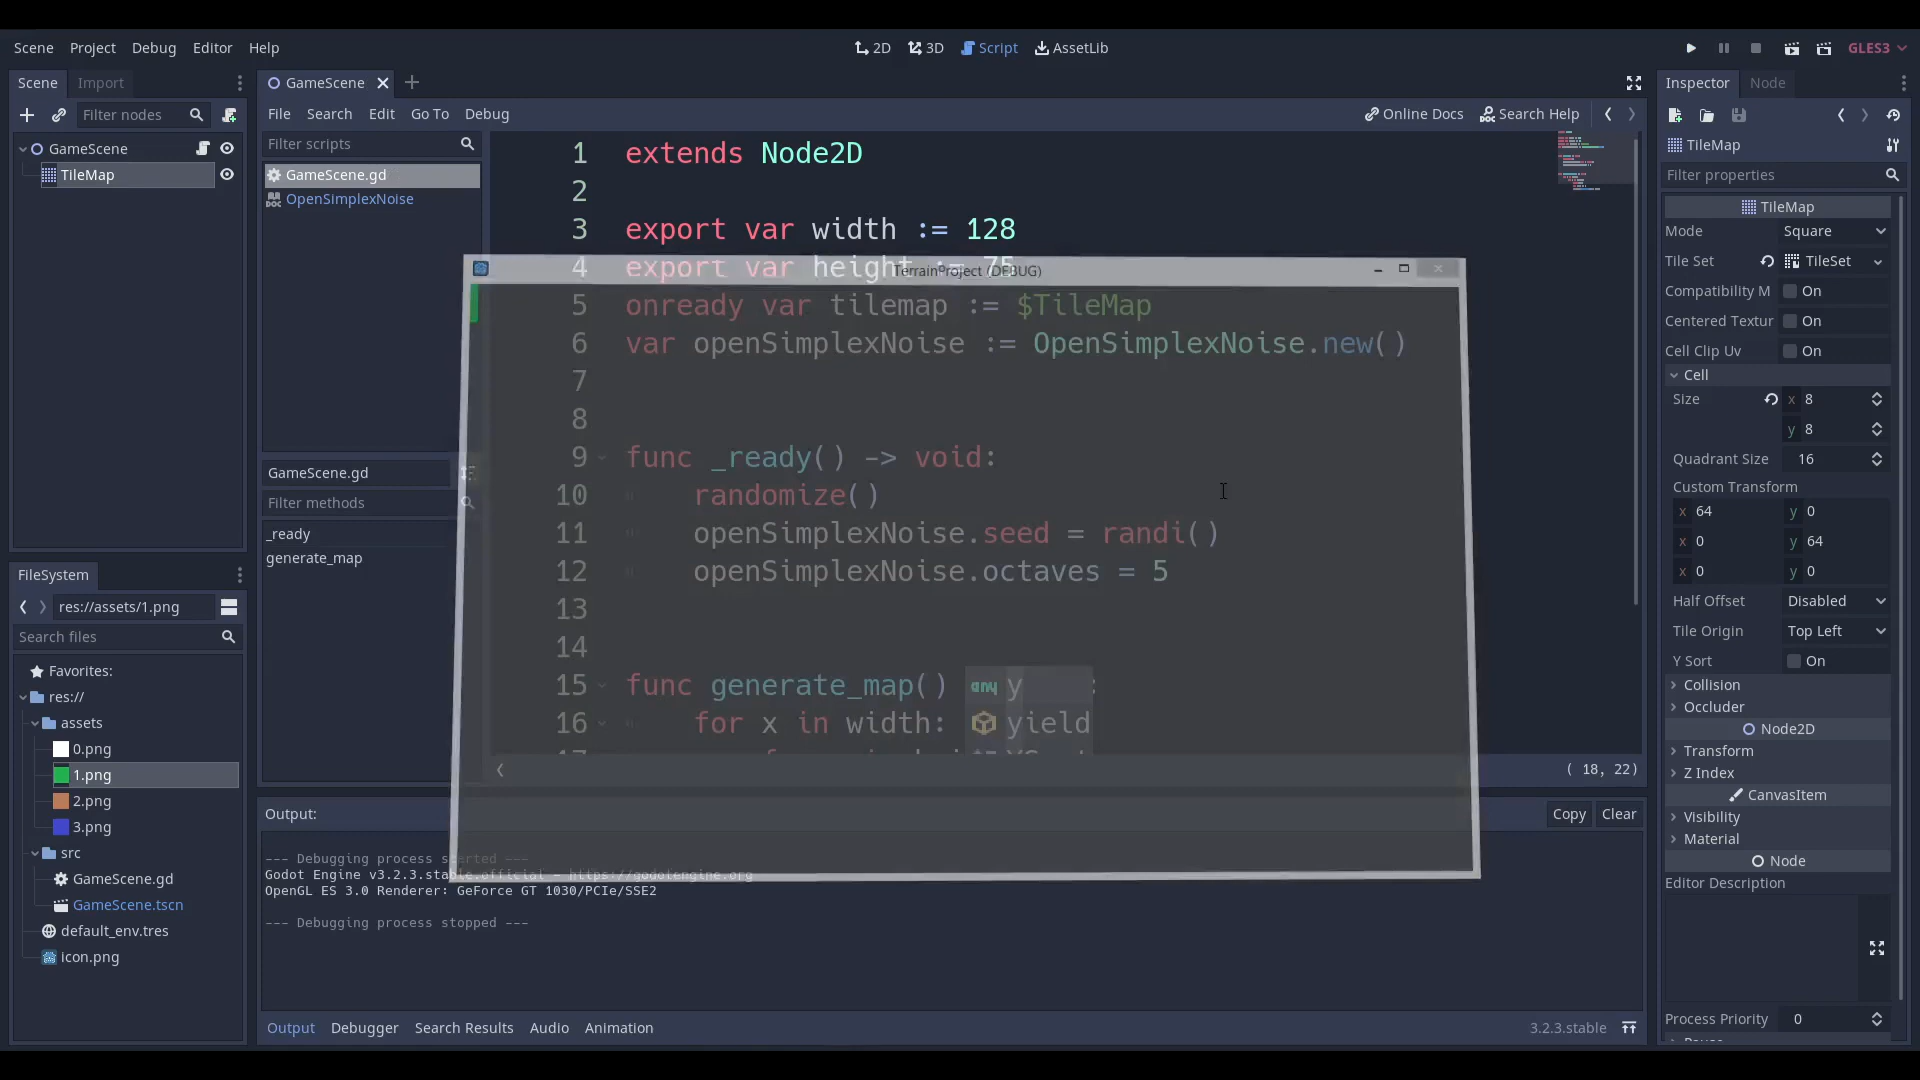 Scene Project Debug Editor Help
2D 3D Script AssetLib
GLES3
Scene Import
Filter nodes
GameScene
TileMap
FileSystem
res://assets/1.png
Search files
Favorites:
res://
assets
0.png
1.png
2.png
3.png
src
GameScene.gd
GameScene.tscn
default_env.tres
icon.png
GameScene
File Search Edit Go To Debug
Online Docs Search Help
Filter scripts
GameScene.gd
OpenSimplexNoise
GameScene.gd
Filter methods
_ready
generate_map
TerrainProject (DEBUG)
1 extends Node2D
2
3 export var width := 128
4 export var height := 75
5 onready var tilemap := $TileMap
6 var openSimplexNoise := OpenSimplexNoise.new()
7
8
9 func _ready() -> void:
10 randomize()
11 openSimplexNoise.seed = randi()
12 openSimplexNoise.octaves = 5
13
14
15 func generate_map() :
16 for x in width:
any y
yield
( 18, 22)
Output:
Copy Clear
--- Debugging process started ---
Godot Engine v3.2.3.stable.official - https://godotengine.org
OpenGL ES 3.0 Renderer: GeForce GT 1030/PCIe/SSE2
--- Debugging process stopped ---
Output Debugger Search Results Audio Animation
3.2.3.stable
Inspector Node
TileMap
Filter properties
TileMap
Mode Square
Tile Set TileSet
Compatibility M On
Centered Textur On
Cell Clip Uv On
Cell
Size x 8
y 8
Quadrant Size 16
Custom Transform
x 64 y 0
x 0 y 64
x 0 y 0
Half Offset Disabled
Tile Origin Top Left
Y Sort On
Collision
Occluder
Node2D
Transform
Z Index
CanvasItem
Visibility
Material
Node
Editor Description
Process Priority 0